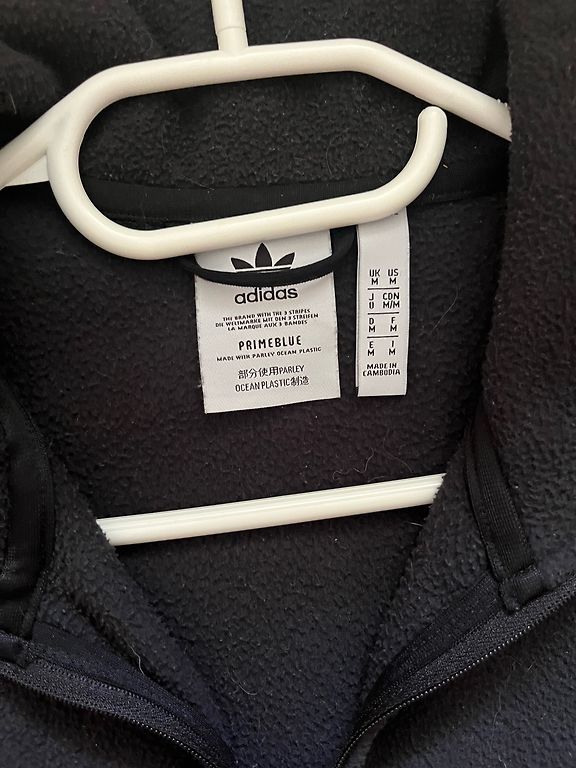 adidas
THE BRAND WITH THE 3 STRIPES
DIE WELTMARKE MIT DEN 3 STREIFEN
LA MARQUE AUX 3 BANDES
PRIMEBLUE
MADE WITH PARLEY OCEAN PLASTIC
部分使用PARLEY
OCEAN PLASTIC制造
UK US
M M
J CDN
U M/M
D F
M M
E I
M M
MADE IN
CAMBODIA